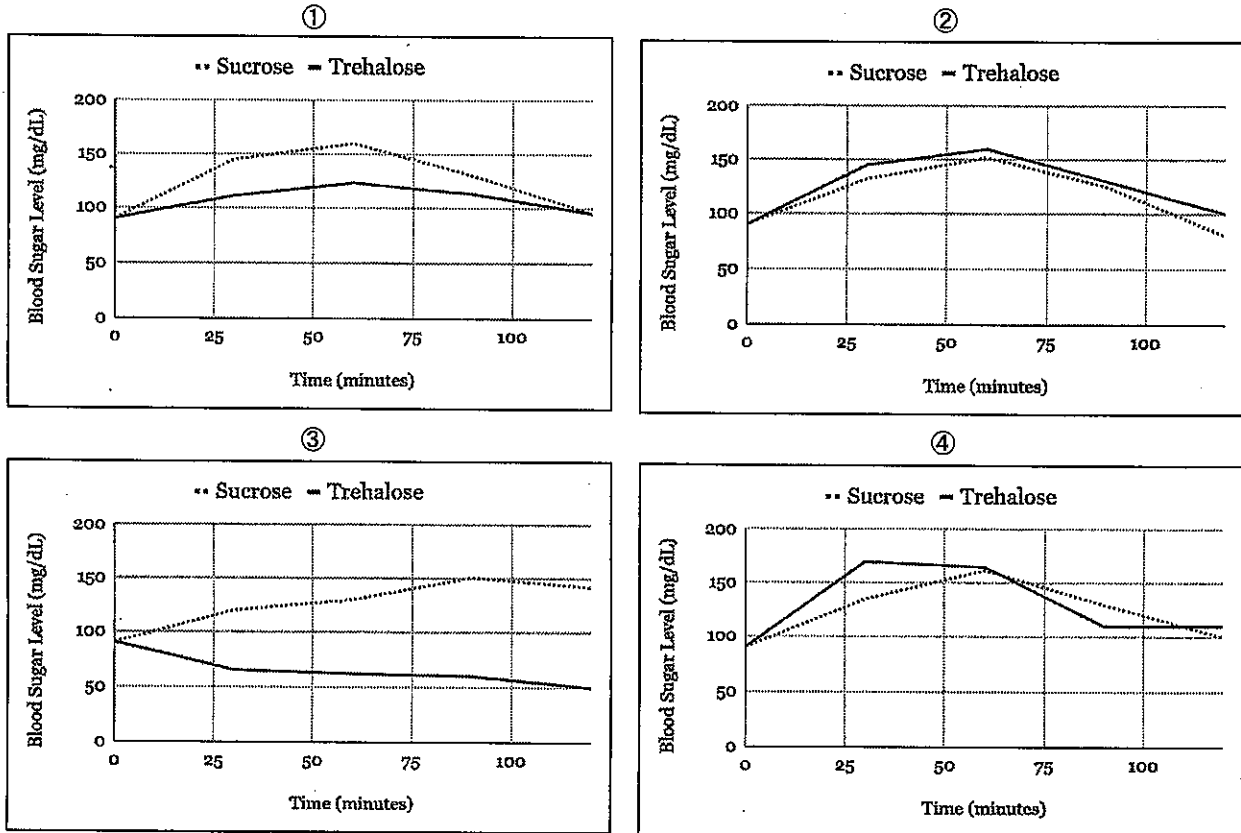 ①
·· Sucrose — Trehalose
Blood Sugar Level (mg/dL)
200
150
100
50
0
0 25 50 75 100
Time (minutes)
②
·· Sucrose — Trehalose
Blood Sugar Level (mg/dL)
200
150
100
50
0
0 25 50 75 100
Time (minutes)
③
·· Sucrose — Trehalose
Blood Sugar Level (mg/dL)
200
150
100
50
0
0 25 50 75 100
Time (minutes)
④
·· Sucrose — Trehalose
Blood Sugar Level (mg/dL)
200
150
100
50
0
0 25 50 75 100
Time (minutes)